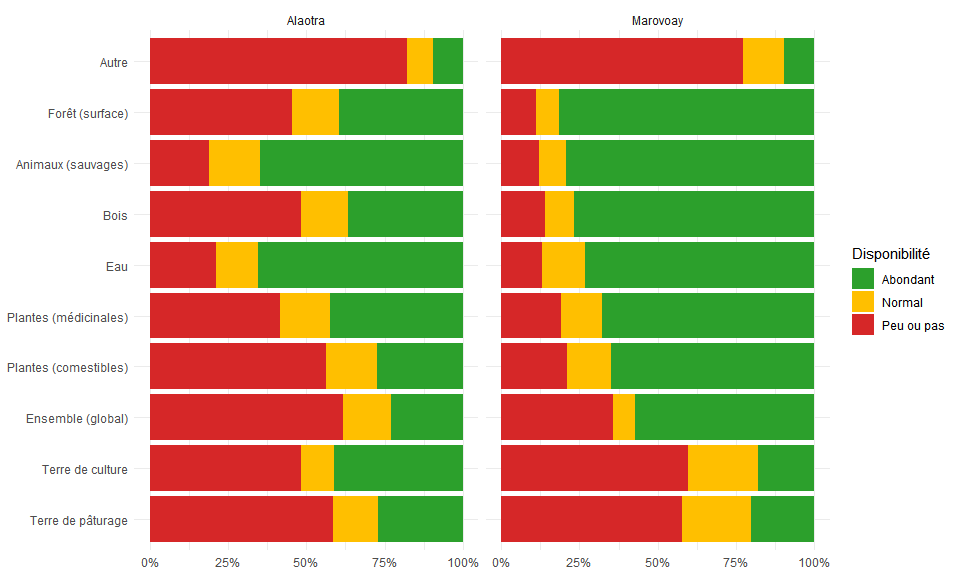 Alaotra
Marovoay
Autre
Forêt (surface)
Animaux (sauvages)
Bois
Eau
Plantes (médicinales)
Plantes (comestibles)
Ensemble (global)
Terre de culture
Terre de pâturage
0% 25% 50% 75% 100%
0% 25% 50% 75% 100%
Disponibilité
Abondant
Normal
Peu ou pas